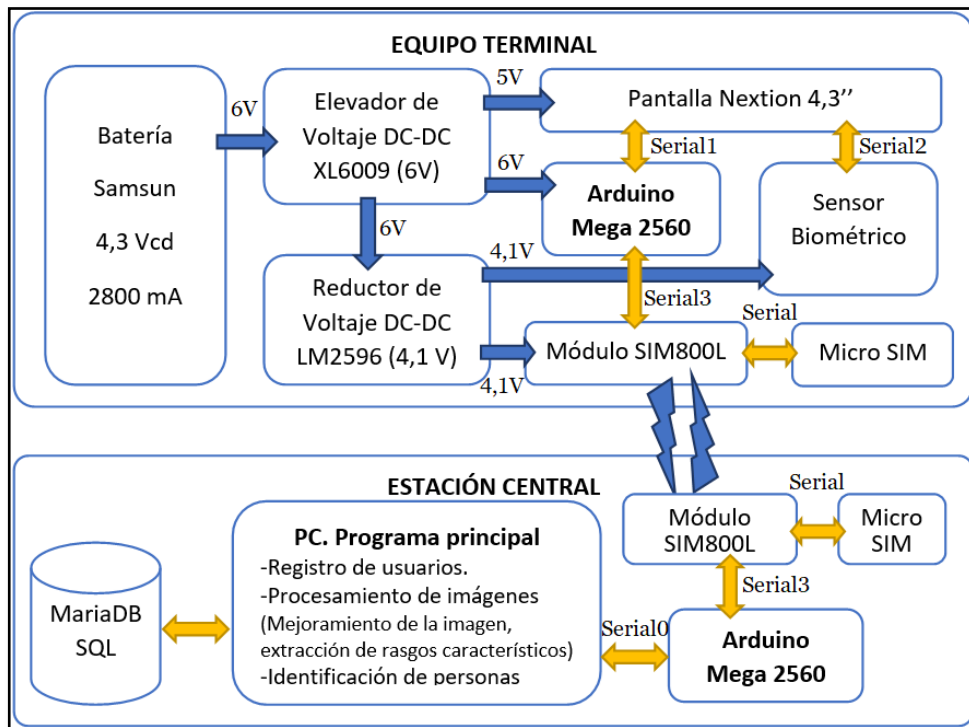 EQUIPO TERMINAL
Batería
Samsun
4,3 Vcd
2800 mA
6V
Elevador de
Voltaje DC-DC
XL6009 (6V)
5V
Pantalla Nextion 4,3’’
6V
Serial1
Serial2
Arduino
Mega 2560
Sensor
Biométrico
6V
Reductor de
Voltaje DC-DC
LM2596 (4,1 V)
4,1V
Serial3
4,1V
Módulo SIM800L
Serial
Micro SIM
ESTACIÓN CENTRAL
MariaDB
SQL
PC. Programa principal
-Registro de usuarios.
-Procesamiento de imágenes
(Mejoramiento de la imagen,
extracción de rasgos característicos)
-Identificación de personas
Módulo
SIM800L
Serial
Micro
SIM
Serial3
Serial0
Arduino
Mega 2560